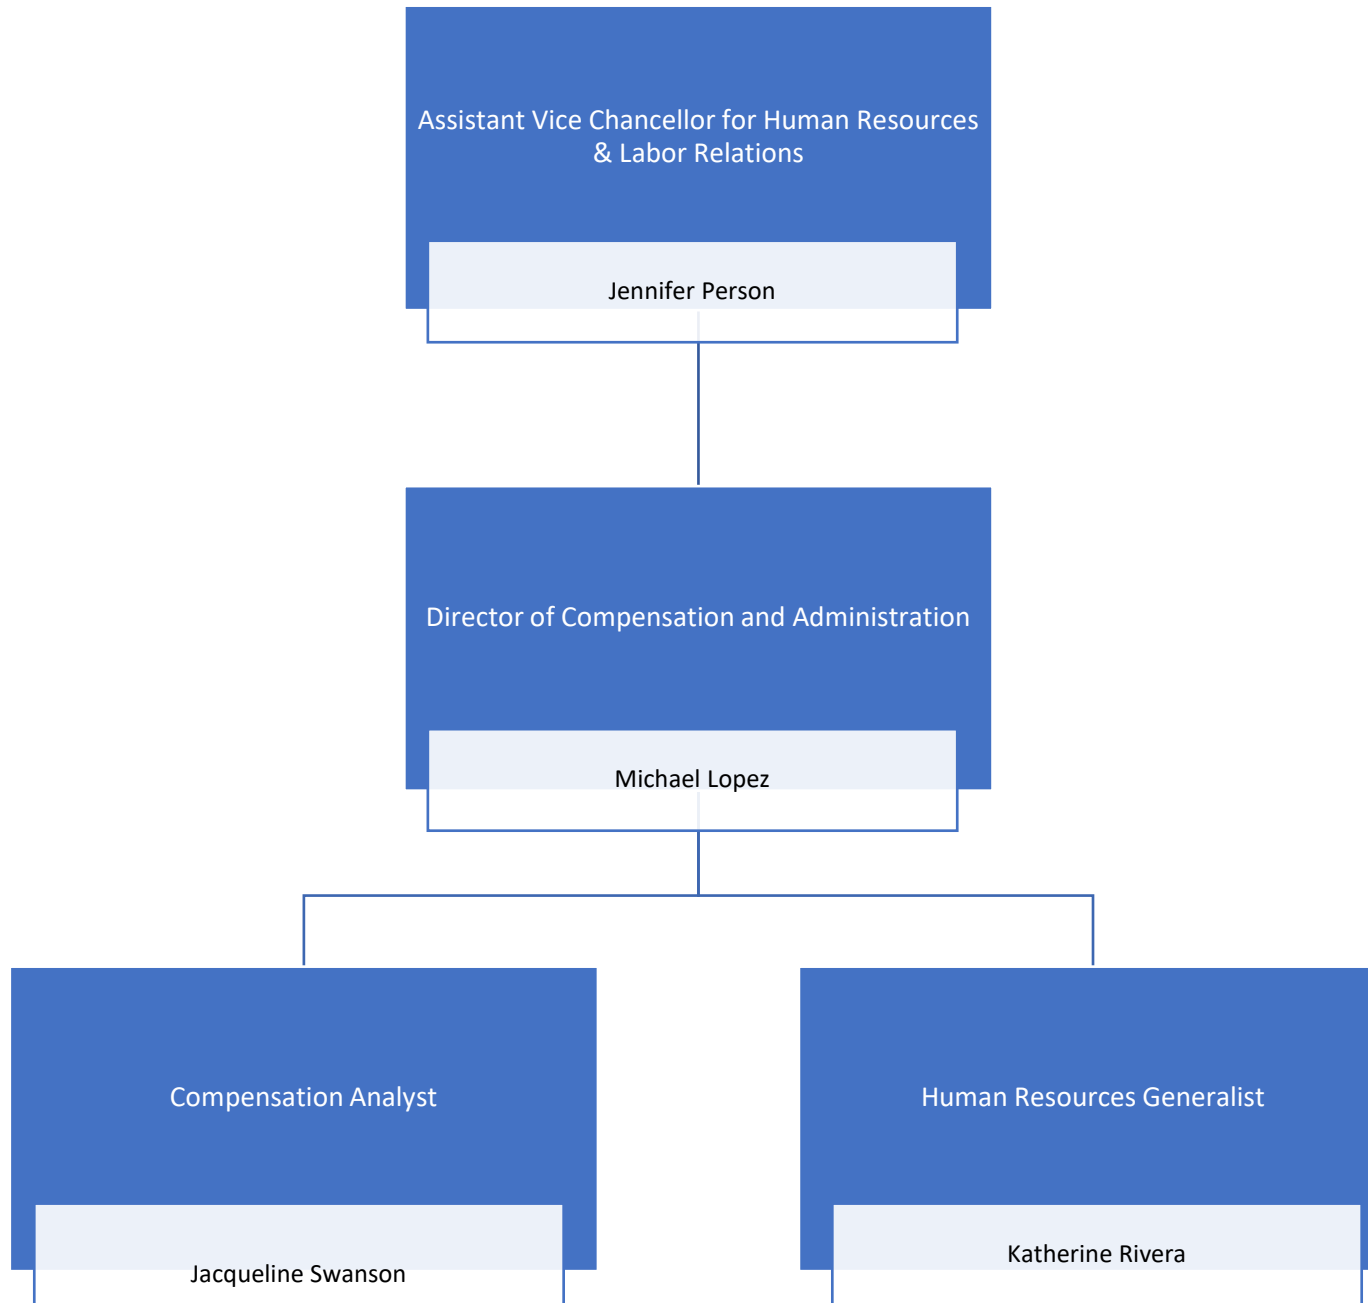 Assistant Vice Chancellor for Human Resources
& Labor Relations
Jennifer Person
Director of Compensation and Administration
Michael Lopez
Compensation Analyst
Jacqueline Swanson
Human Resources Generalist
Katherine Rivera